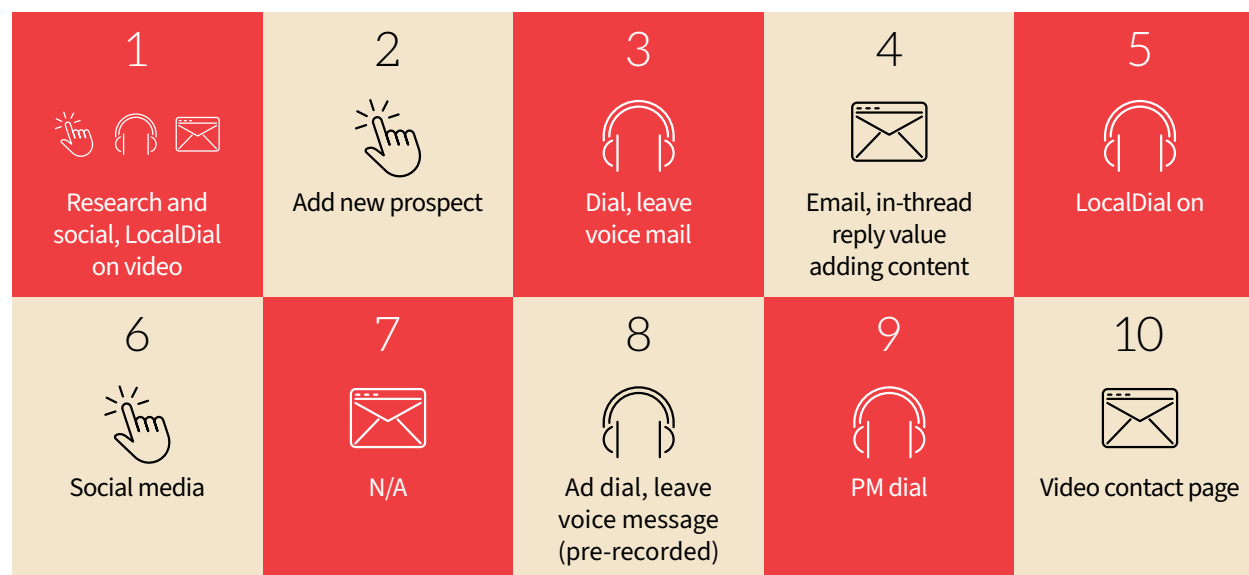 1
Research and
social, LocalDial
on video
2
Add new prospect
3
Dial, leave
voice mail
4
Email, in-thread
reply value
adding content
5
LocalDial on
6
Social media
7
N/A
8
Ad dial, leave
voice message
(pre-recorded)
9
PM dial
10
Video contact page